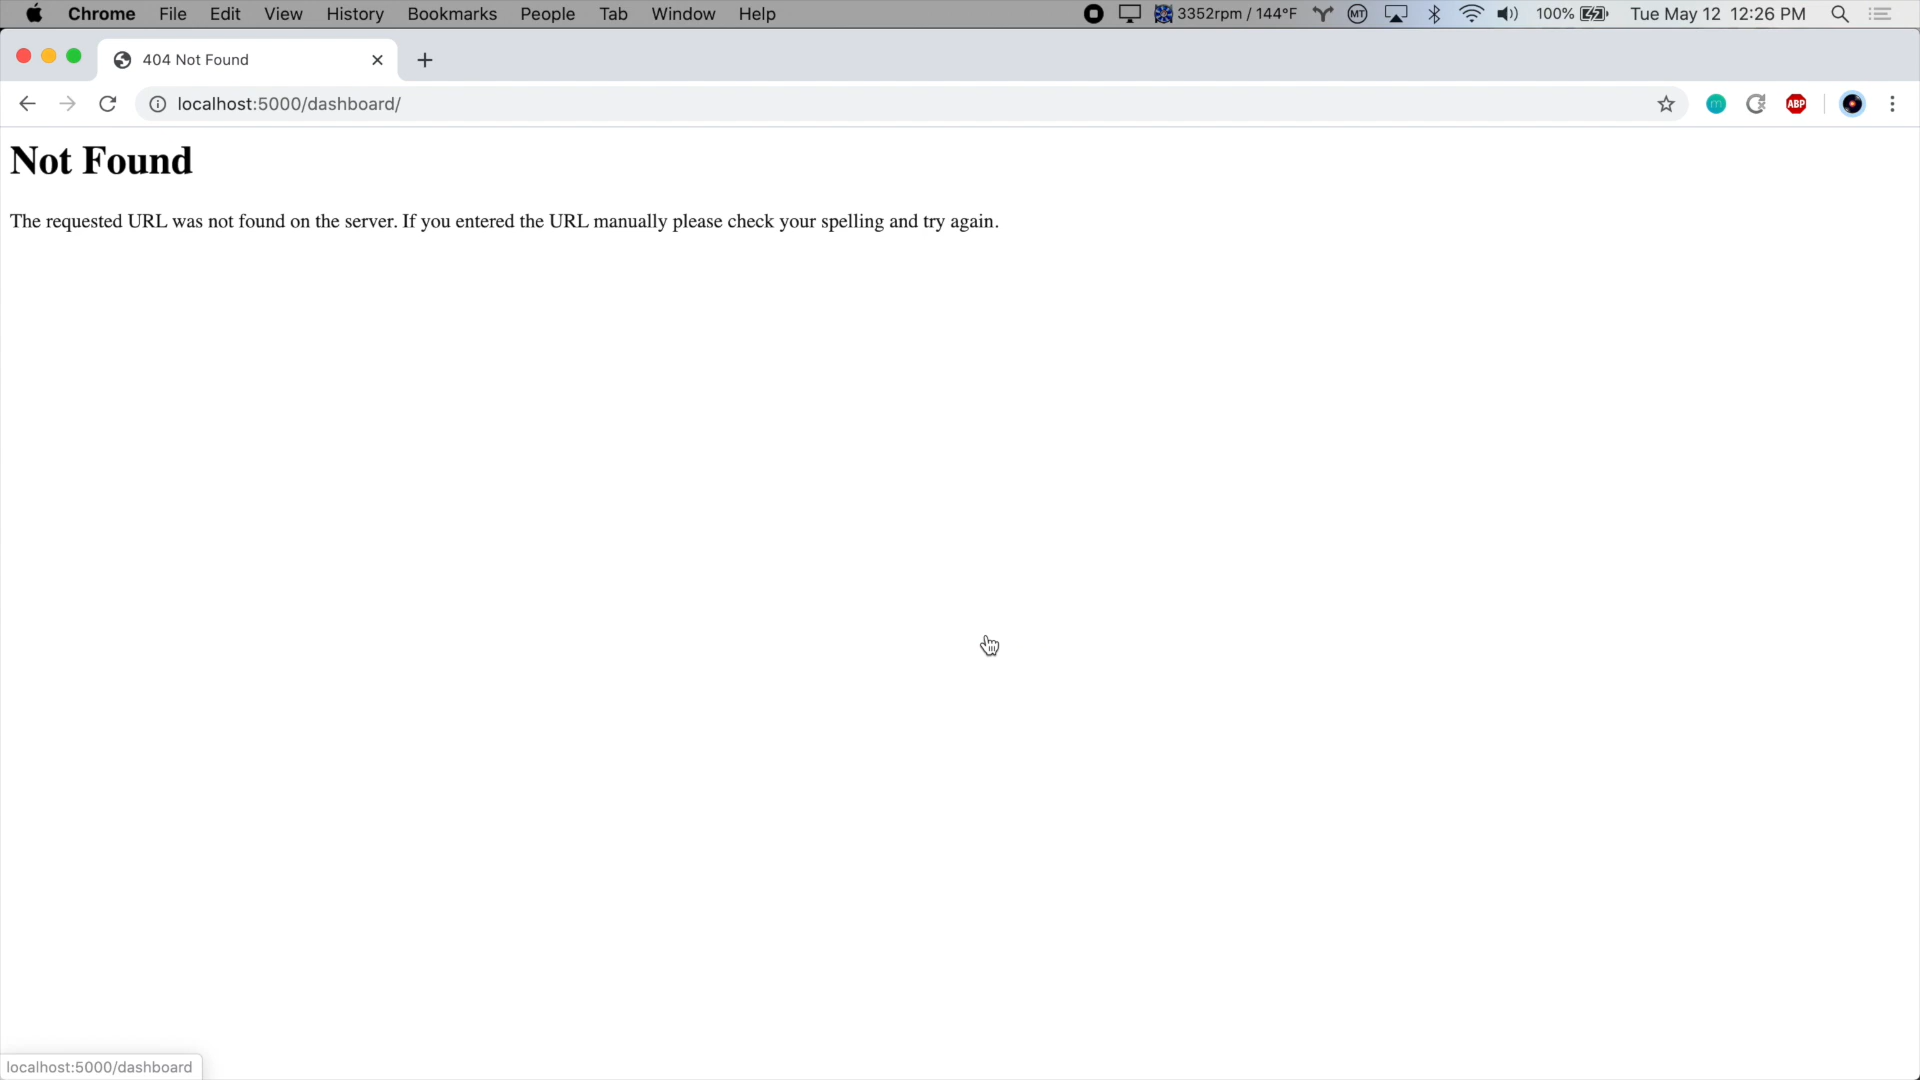 Chrome File Edit View History Bookmarks People Tab Window Help 3352rpm / 144°F MT 100% Tue May 12 12:26 PM
404 Not Found
localhost:5000/dashboard/ m ABP
Not Found
The requested URL was not found on the server. If you entered the URL manually please check your spelling and try again.
localhost:5000/dashboard